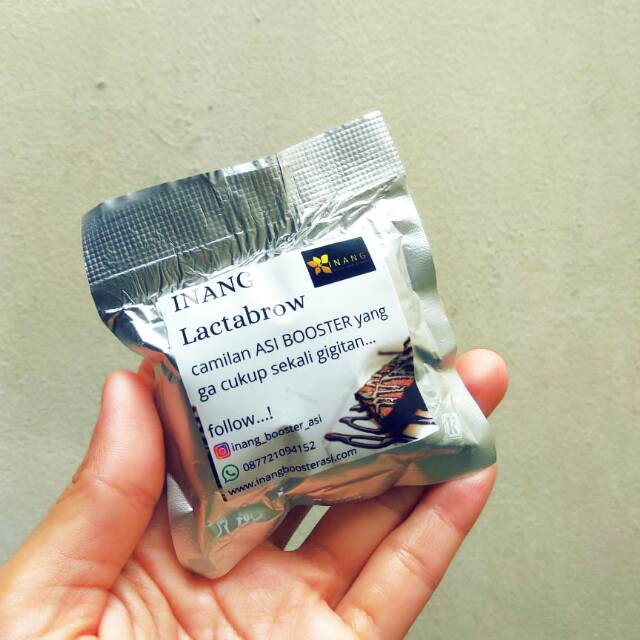 INANG
INANG
Lactabrow
camilan ASI BOOSTER yang
ga cukup sekali gigitan...
follow...!
inang_booster_asi
087721094152
www.inangboosterasi.com